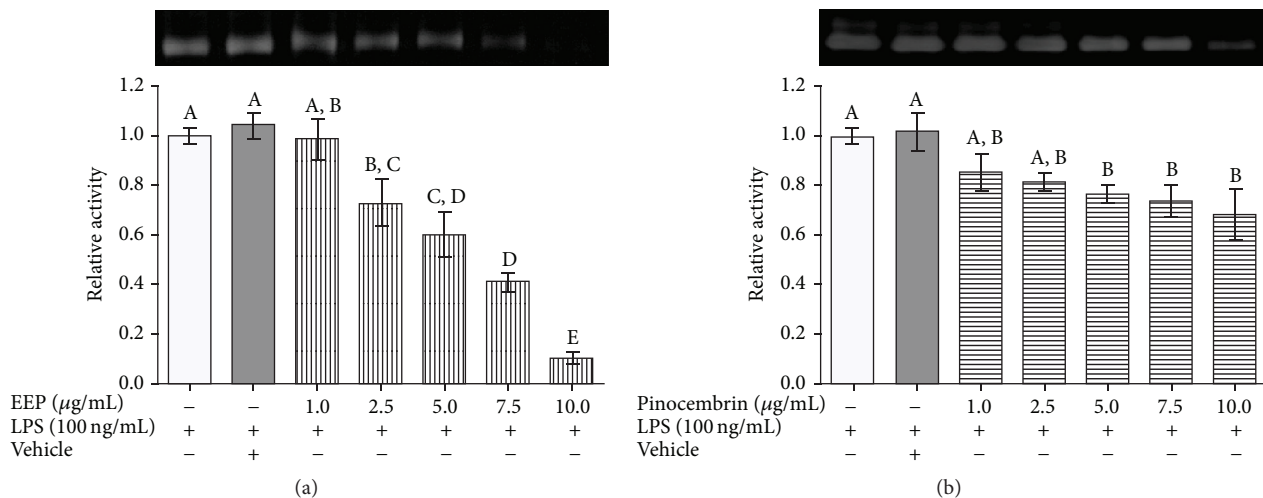 1.2
1.0
0.8
0.6
0.4
0.2
0.0
Relative activity
A A A, B B, C C, D D E
EEP (μg/mL) – – 1.0 2.5 5.0 7.5 10.0
LPS (100 ng/mL) + + + + + + +
Vehicle – + – – – – –
(a)
1.2
1.0
0.8
0.6
0.4
0.2
0.0
Relative activity
A A A, B A, B B B B
Pinocembrin (μg/mL) – – 1.0 2.5 5.0 7.5 10.0
LPS (100 ng/mL) + + + + + + +
Vehicle – + – – – – –
(b)